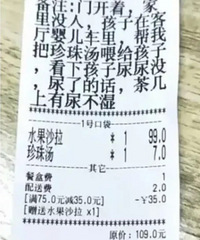 备注:门开着,家
里没人,孩子在客
厅婴儿车里,帮我
把珍珠汤喂给孩子
,看下孩子尿尿没
,尿了的话,茶几
上有尿不湿
1号口袋
水果沙拉 * 1 99.0
珍珠汤 * 1 7.0
其它
餐盒费 1
配送费 2.0
[满75.0元减35.0元] -￥35.0
[赠送水果沙拉 x1]
原价:109.0元